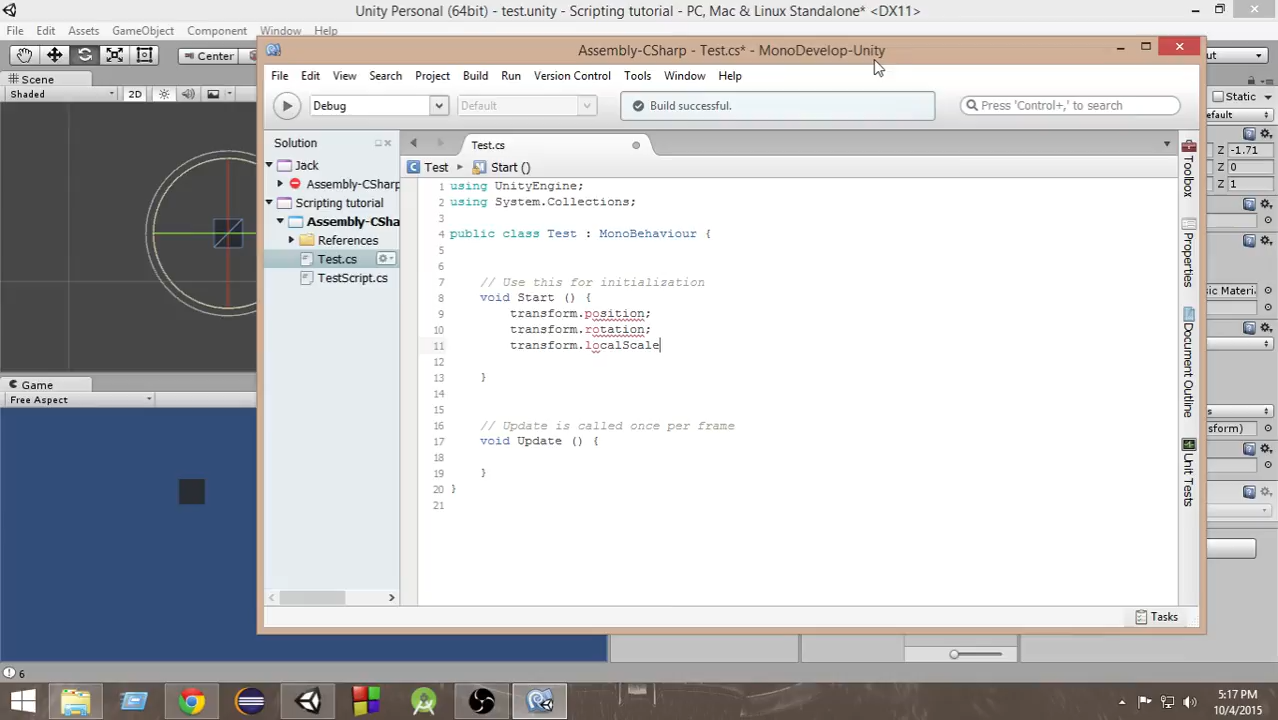 Unity Personal (64bit) - test.unity - Scripting tutorial - PC, Mac & Linux Standalone* <DX11>
File Edit Assets GameObject Component Window Help
Center
Scene
Shaded 2D
Game
Free Aspect
Static
Z -1.71
Z 0
Z 1
6
Assembly-CSharp - Test.cs* - MonoDevelop-Unity
File Edit View Search Project Build Run Version Control Tools Window Help
Debug Default Build successful. Press 'Control+,' to search
Solution
Jack
Assembly-CSharp
Scripting tutorial
Assembly-CSha
References
Test.cs
TestScript.cs
Test.cs
Test Start ()
1 using UnityEngine;
2 using System.Collections;
3
4 public class Test : MonoBehaviour {
5
6
7 // Use this for initialization
8 void Start () {
9 transform.position;
10 transform.rotation;
11 transform.localScale
12
13 }
14
15
16 // Update is called once per frame
17 void Update () {
18
19 }
20 }
21
Toolbox
Properties
Document Outline
Unit Tests
Tasks
5:17 PM
10/4/2015